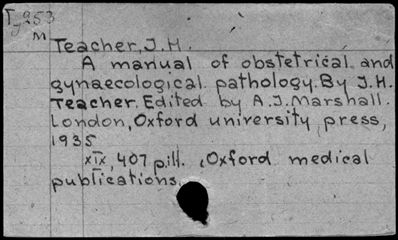 Ty253
M
Teacher, J.H.
A manual of obstetrical and
gynaecological pathology. By J.H.
Teacher. Edited by A.J. Marshall.
London, Oxford university press,
1935
xix, 407 p. ill. (Oxford medical
publications.